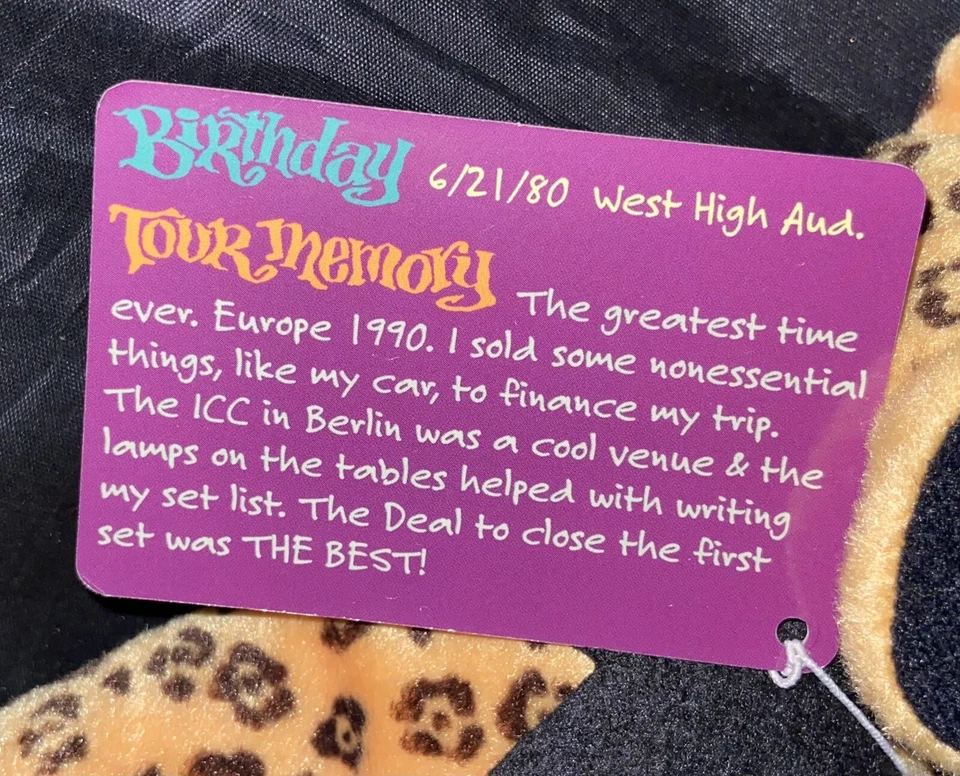 Birthday 6/21/80 West High Aud.
Tour Memory The greatest time
ever. Europe 1990. I sold some nonessential
things, like my car, to finance my trip.
The ICC in Berlin was a cool venue & the
lamps on the tables helped with writing
my set list. The Deal to close the first
set was THE BEST!